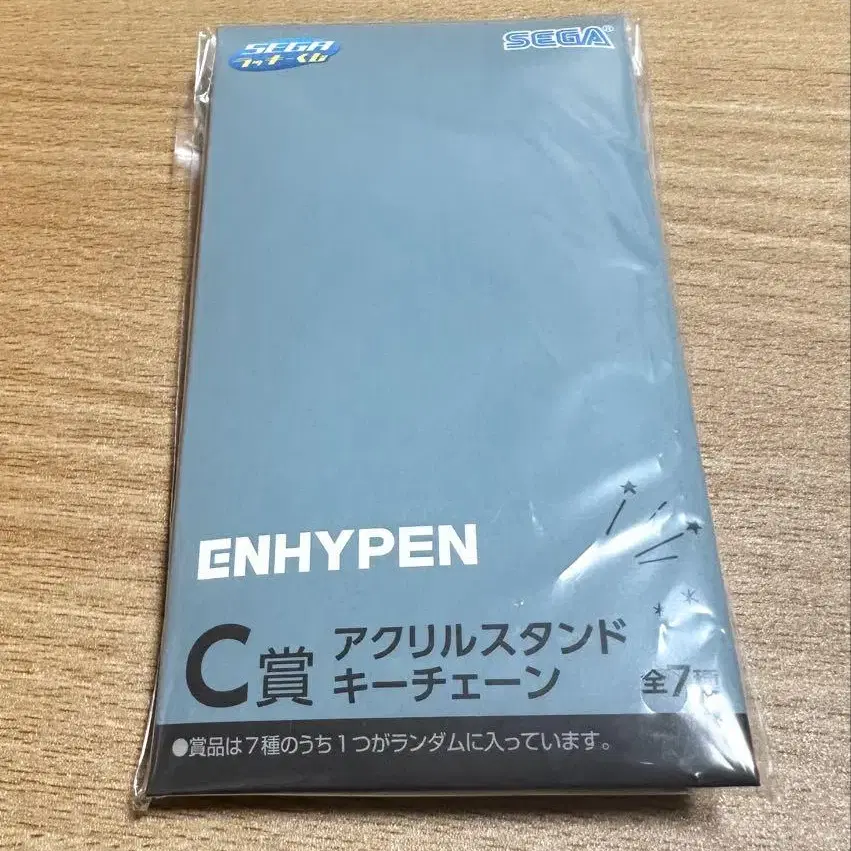 SEGA
ラッキーくじ
SEGA®
ENHYPEN
C賞
アクリルスタンド
キーチェーン
全7種
●賞品は7種のうち1つがランダムに入っています。